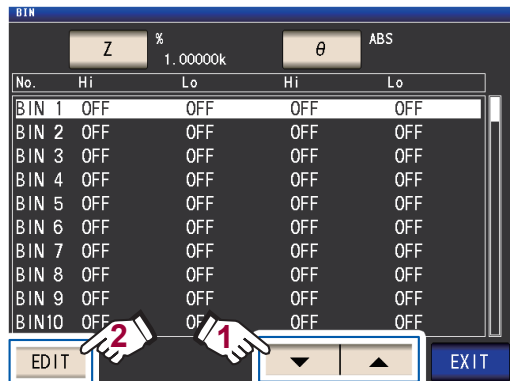 BIN
Z % 1.00000k θ ABS
No. Hi Lo Hi Lo
BIN 1 OFF OFF OFF OFF
BIN 2 OFF OFF OFF OFF
BIN 3 OFF OFF OFF OFF
BIN 4 OFF OFF OFF OFF
BIN 5 OFF OFF OFF OFF
BIN 6 OFF OFF OFF OFF
BIN 7 OFF OFF OFF OFF
BIN 8 OFF OFF OFF OFF
BIN 9 OFF OFF OFF OFF
BIN10 OFF OFF OFF OFF
2 1
EDIT ▼ ▲ EXIT